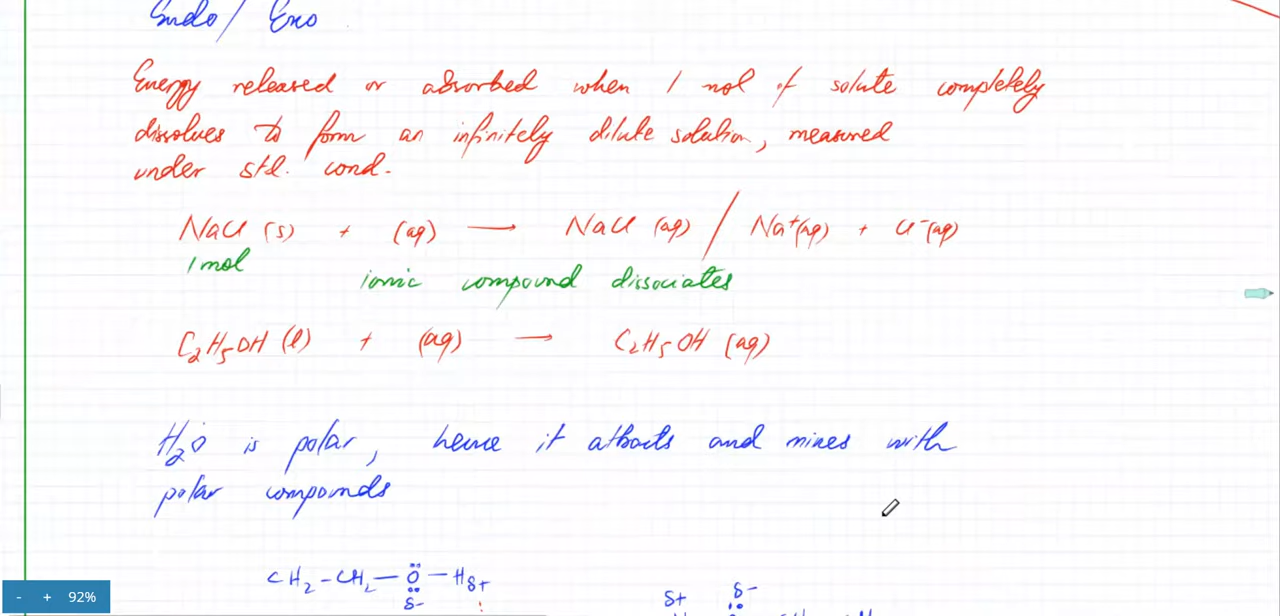 Endo / Exo
Energy released or absorbed when 1 mol of solute completely
dissolves to form an infinitely dilute solution, measured
under std. cond.
NaCl (s) + (aq) → NaCl (aq) / Na⁺(aq) + Cl⁻(aq)
1 mol
ionic compound dissociates
C₂H₅OH (l) + (aq) → C₂H₅OH (aq)
H₂O is polar, hence it attracts and mixes with
polar compounds
CH₂-CH₂-O-H δ+
δ-
δ+ δ-
- + 92%